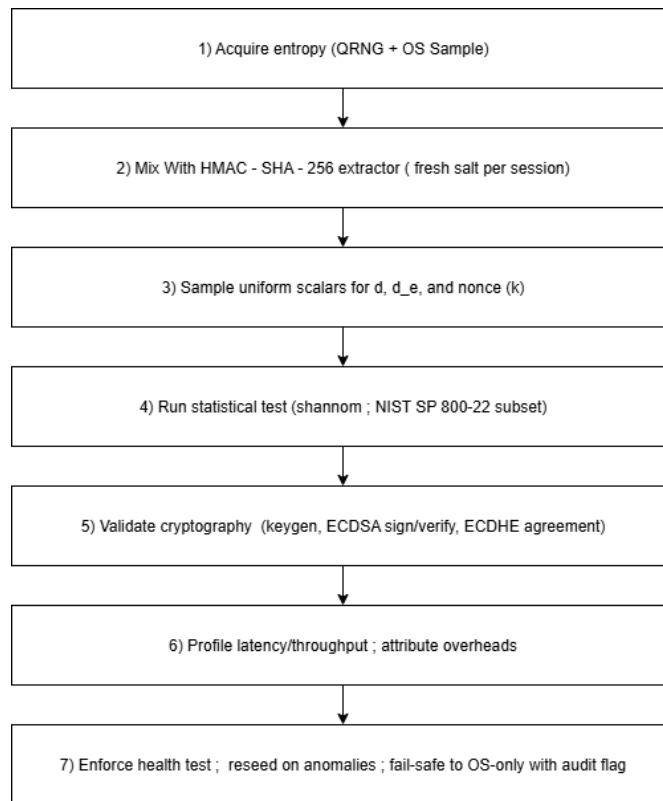 1) Acquire entropy (QRNG + OS Sample)
2) Mix With HMAC - SHA - 256 extractor ( fresh salt per session)
3) Sample uniform scalars for d, d_e, and nonce (k)
4) Run statistical test (shannom ; NIST SP 800-22 subset)
5) Validate cryptography (keygen, ECDSA sign/verify, ECDHE agreement)
6) Profile latency/throughput ; attribute overheads
7) Enforce health test ; reseed on anomalies ; fail-safe to OS-only with audit flag